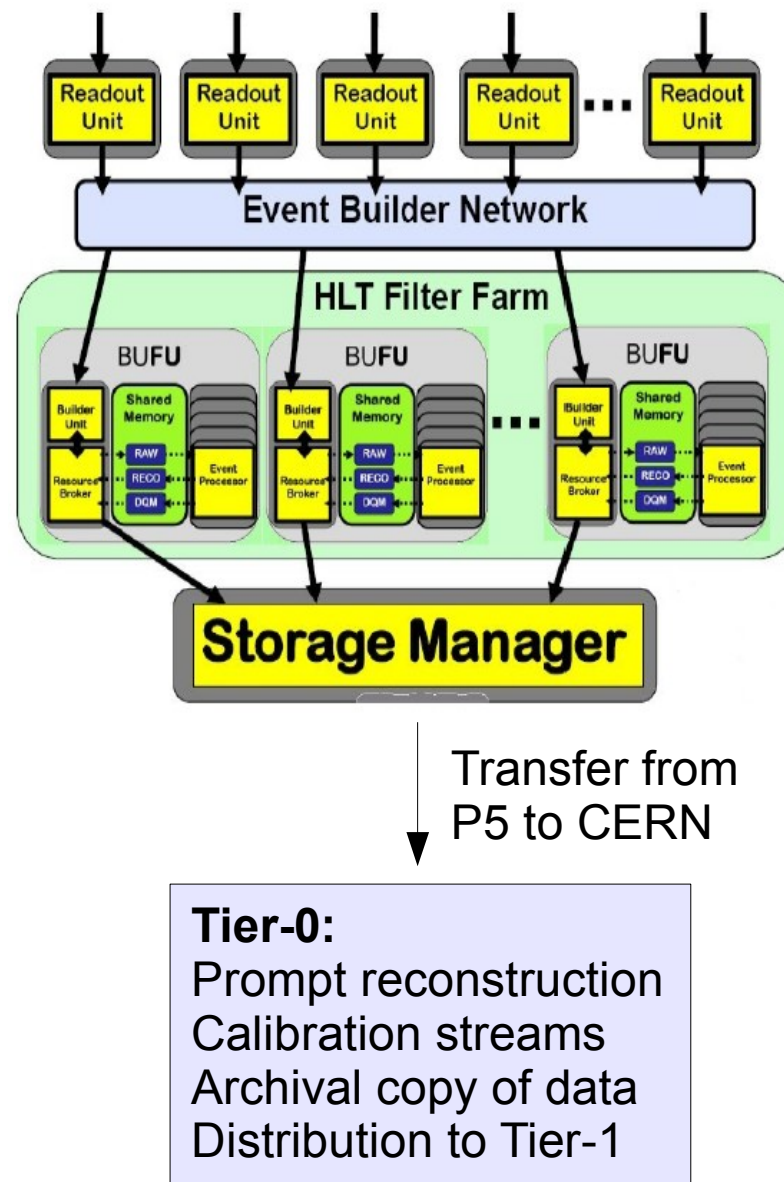 Readout
Unit
Readout
Unit
Readout
Unit
Readout
Unit
Readout
Unit
Event Builder Network
HLT Filter Farm
BUFU
Builder
Unit
Shared
Memory
RAW
RECO
DQM
Resource
Broker
Event
Processor
BUFU
Builder
Unit
Shared
Memory
RAW
RECO
DQM
Resource
Broker
Event
Processor
BUFU
Builder
Unit
Shared
Memory
RAW
RECO
DQM
Resource
Broker
Event
Processor
Storage Manager
Transfer from
P5 to CERN
Tier-0:
Prompt reconstruction
Calibration streams
Archival copy of data
Distribution to Tier-1